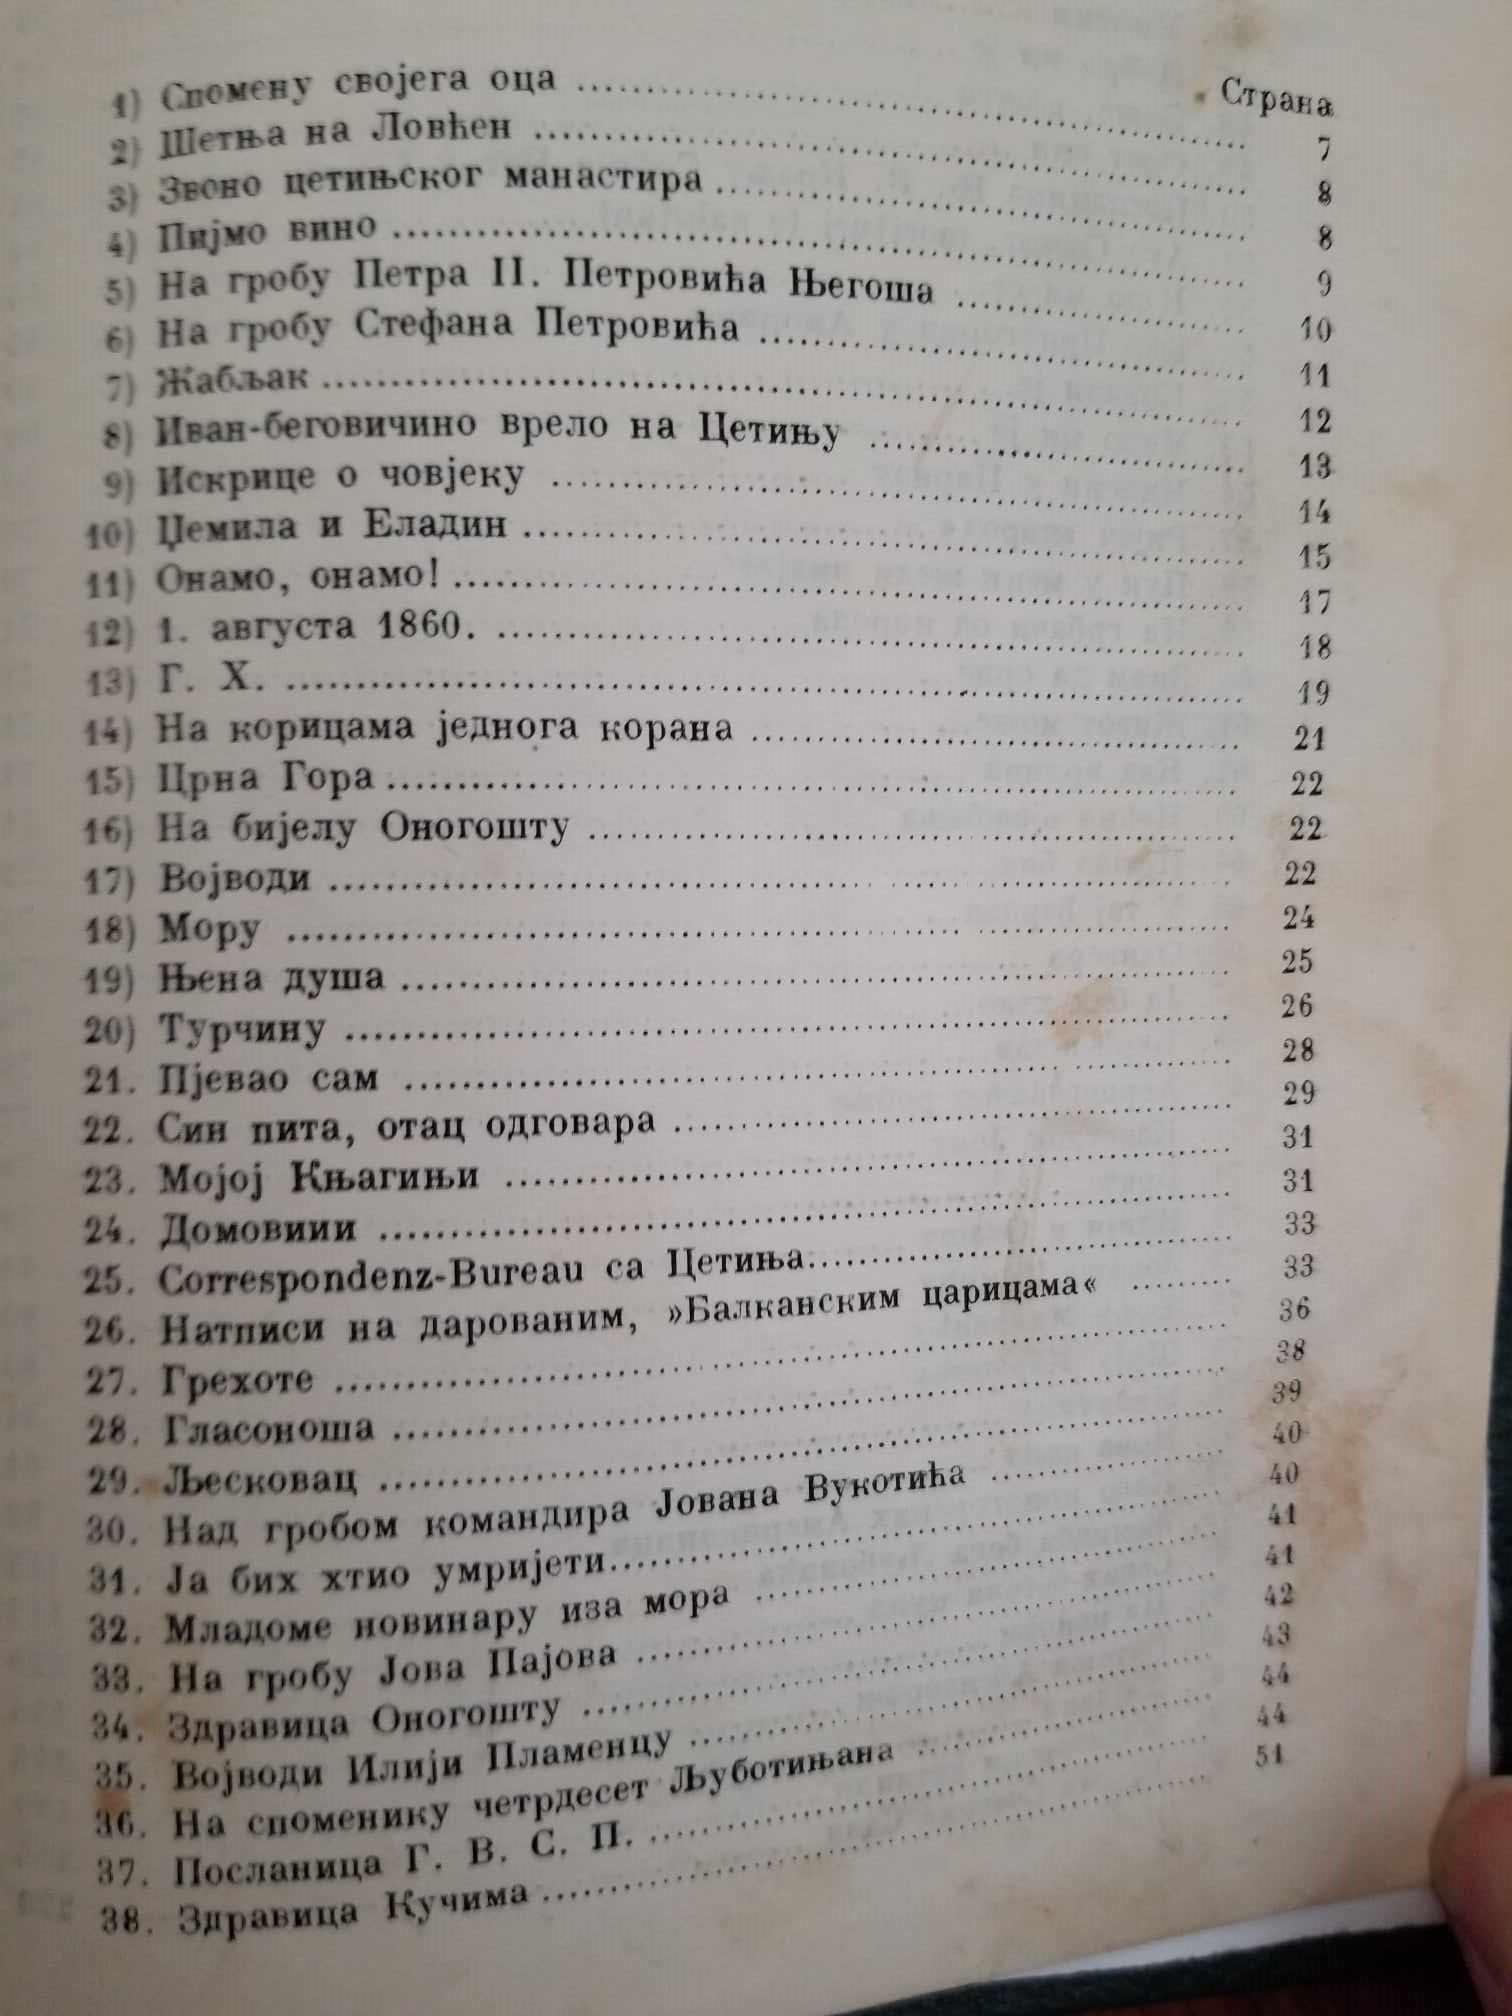 Страна
1) Спомену својега оца ........ 7
2) Шетња на Ловћен ........ 8
3) Звоно цетињског манастира ........ 8
4) Пијмо вино ........ 9
5) На гробу Петра II. Петровића Његоша ........ 10
6) На гробу Стефана Петровића ........ 11
7) Жабљак ........ 12
8) Иван-беговичино врело на Цетињу ........ 13
9) Искрице о човјеку ........ 14
10) Џемила и Еладин ........ 15
11) Онамо, онамо! ........ 17
12) 1. августа 1860. ........ 18
13) Г. Х. ........ 19
14) На корицама једнога корана ........ 21
15) Црна Гора ........ 22
16) На бијелу Оногошту ........ 22
17) Војводи ........ 22
18) Мору ........ 24
19) Њена душа ........ 25
20) Турчину ........ 26
21. Пјевао сам ........ 28
22. Син пита, отац одговара ........ 29
23. Мојој Књагињи ........ 31
24. Домовиии ........ 31
25. Correspondenz-Bureau са Цетиња ........ 33
26. Натписи на дарованим, »Балканским царицама« ........ 33
27. Грехоте ........ 36
28. Гласоноша ........ 38
29. Љесковац ........ 39
30. Над гробом командира Јована Вукотића ........ 40
31. Ја бих хтио умријети ........ 40
32. Младоме новинару иза мора ........ 41
33. На гробу Јова Пајова ........ 41
34. Здравица Оногошту ........ 42
35. Војводи Илији Пламенцу ........ 43
36. На споменику четрдесет Љуботињана ........ 44
37. Посланица Г. В. С. П. ........ 44
38. Здравица Кучима ........ 51